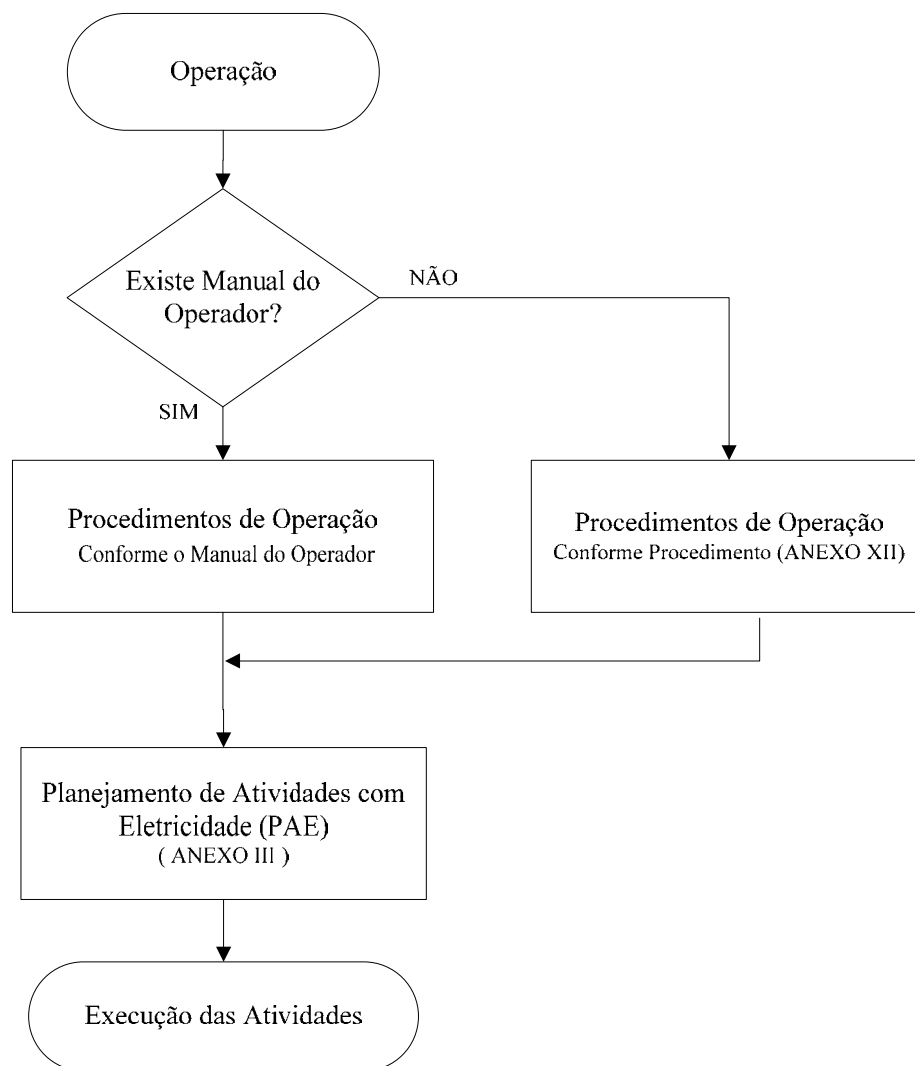 Operação
Existe Manual do
Operador?
NÃO
SIM
Procedimentos de Operação
Conforme o Manual do Operador
Procedimentos de Operação
Conforme Procedimento (ANEXO XII)
Planejamento de Atividades com
Eletricidade (PAE)
( ANEXO III )
Execução das Atividades